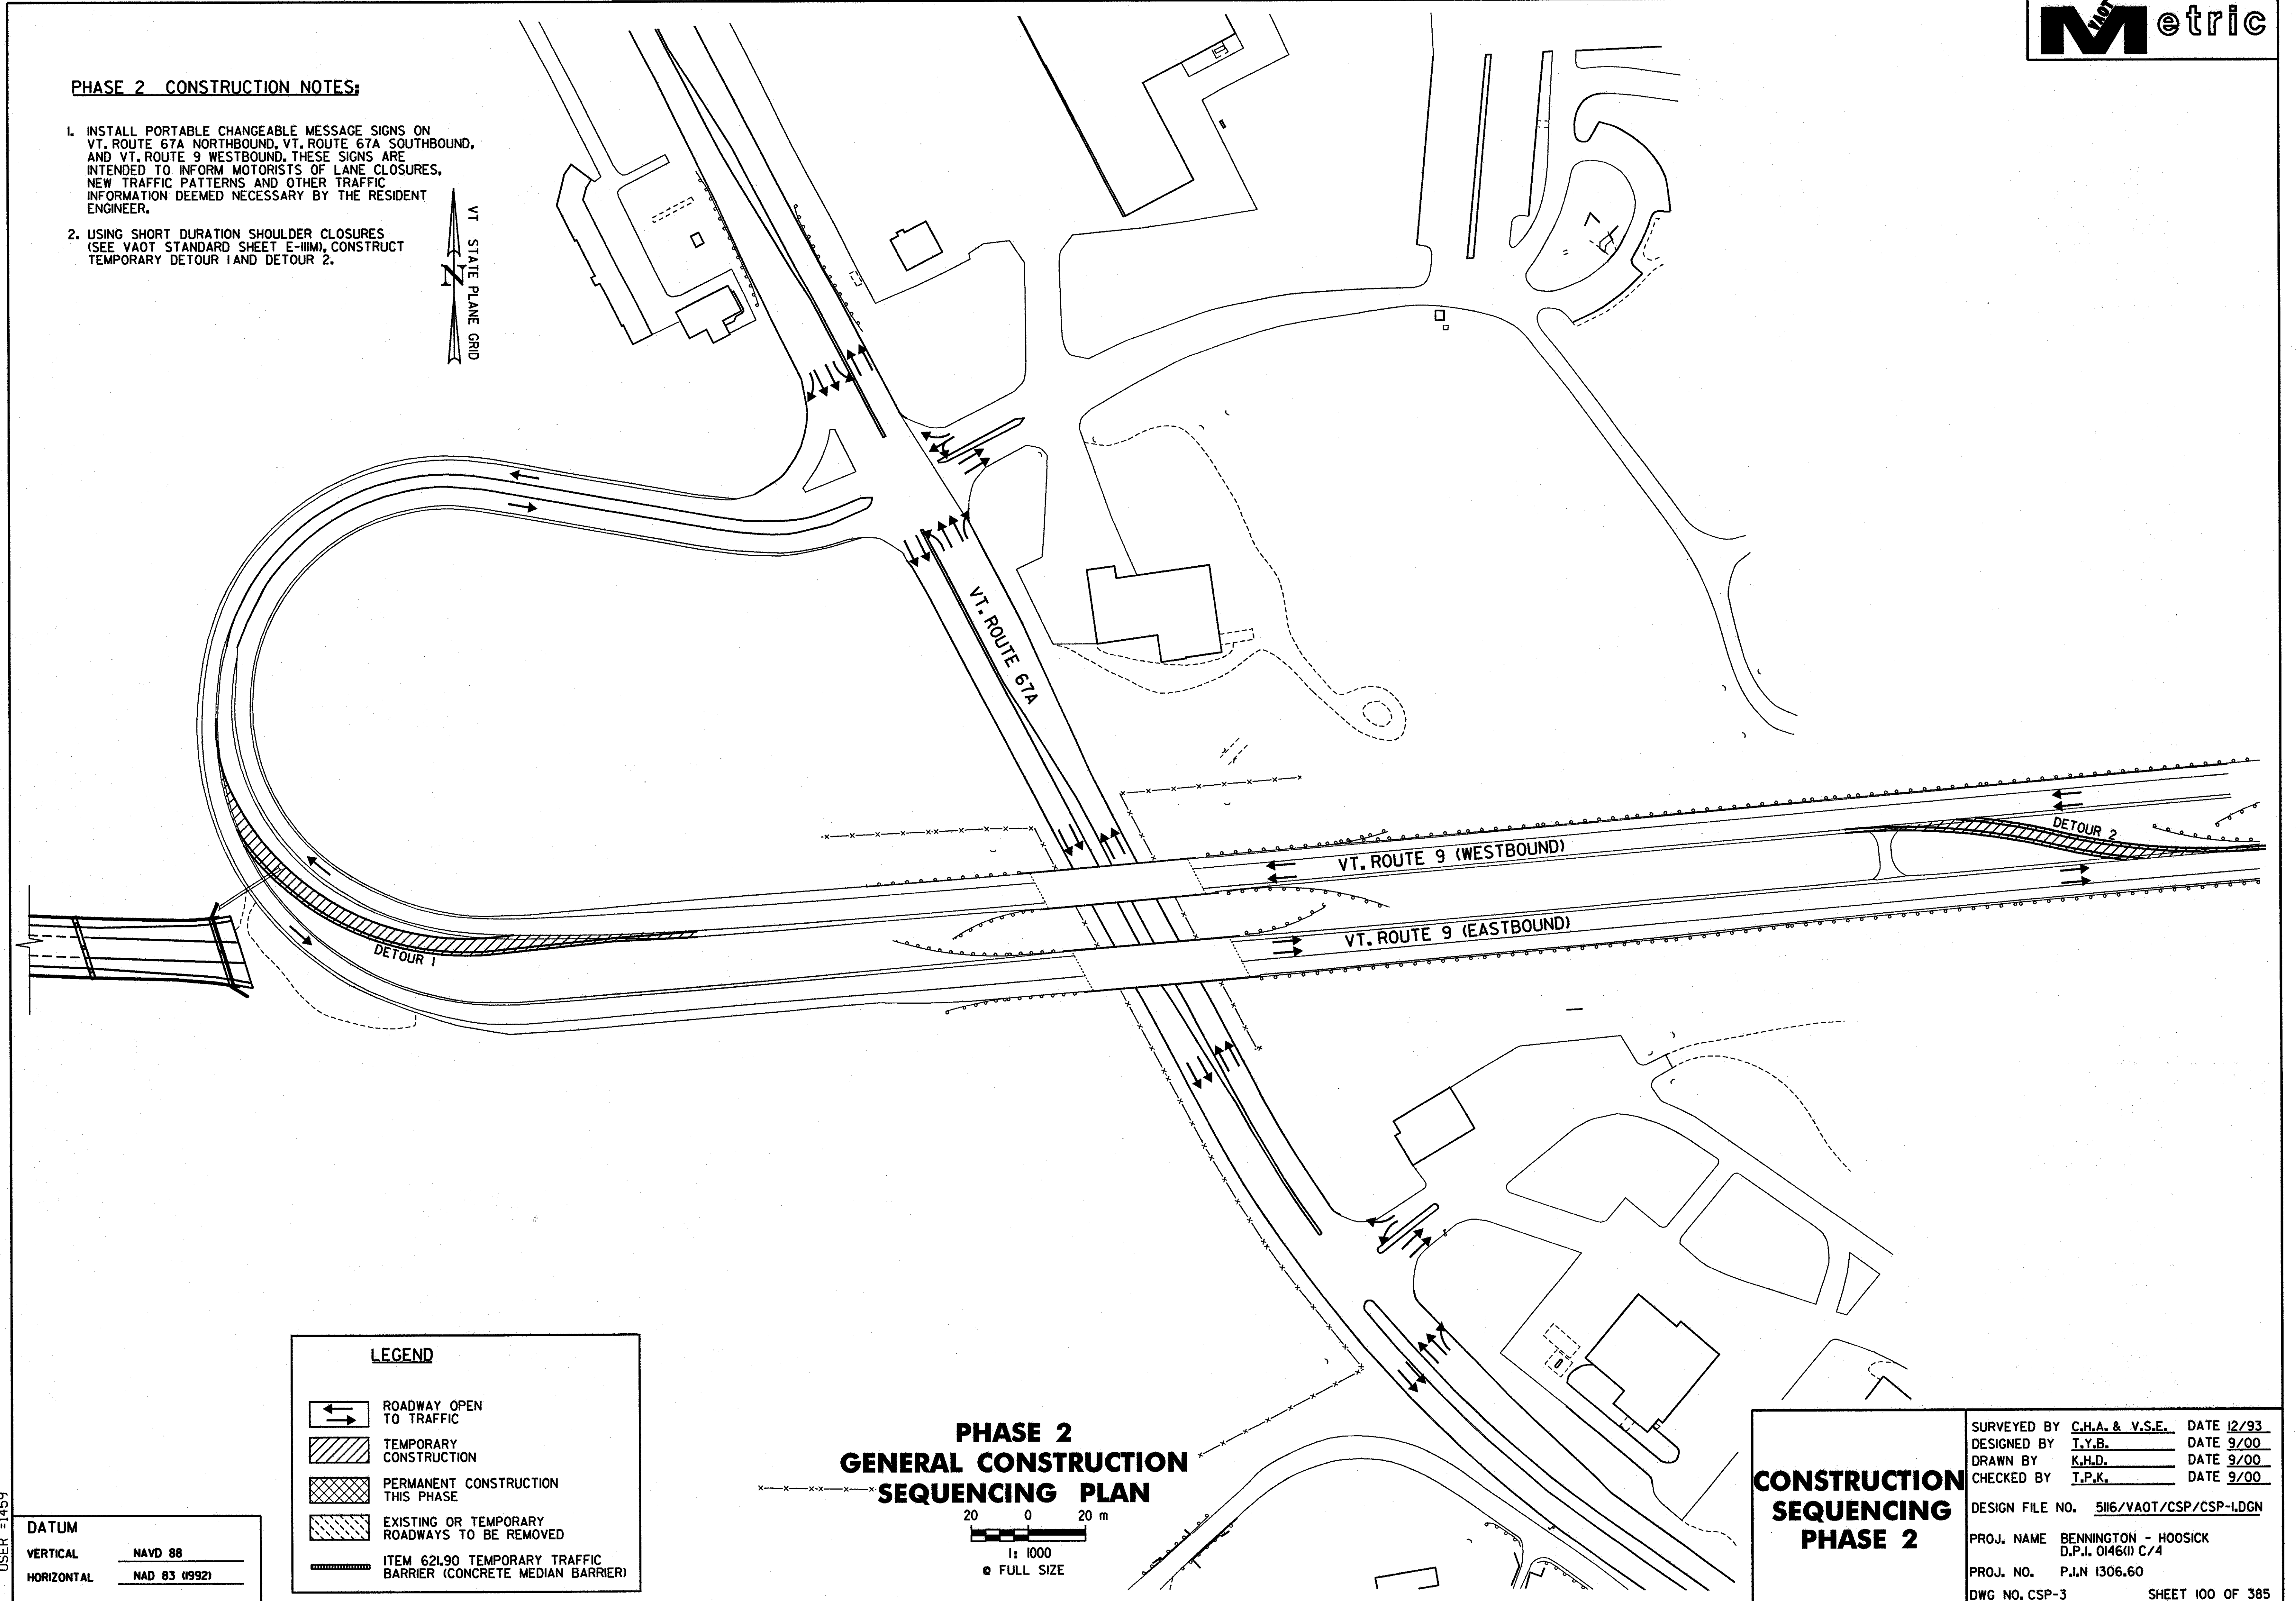 VAOT
Metric
PHASE 2 CONSTRUCTION NOTES:
1. INSTALL PORTABLE CHANGEABLE MESSAGE SIGNS ON
VT. ROUTE 67A NORTHBOUND, VT. ROUTE 67A SOUTHBOUND,
AND VT. ROUTE 9 WESTBOUND. THESE SIGNS ARE
INTENDED TO INFORM MOTORISTS OF LANE CLOSURES,
NEW TRAFFIC PATTERNS AND OTHER TRAFFIC
INFORMATION DEEMED NECESSARY BY THE RESIDENT
ENGINEER.
2. USING SHORT DURATION SHOULDER CLOSURES
(SEE VAOT STANDARD SHEET E-111M), CONSTRUCT
TEMPORARY DETOUR 1 AND DETOUR 2.
VT STATE PLANE GRID
N
VT. ROUTE 67A
DETOUR 2
VT. ROUTE 9 (WESTBOUND)
VT. ROUTE 9 (EASTBOUND)
DETOUR 1
LEGEND
ROADWAY OPEN
TO TRAFFIC
TEMPORARY
CONSTRUCTION
PERMANENT CONSTRUCTION
THIS PHASE
EXISTING OR TEMPORARY
ROADWAYS TO BE REMOVED
ITEM 621.90 TEMPORARY TRAFFIC
BARRIER (CONCRETE MEDIAN BARRIER)
PHASE 2
GENERAL CONSTRUCTION
SEQUENCING PLAN
20 0 20 m
1: 1000
@ FULL SIZE
USER =1459
DATUM
VERTICAL NAVD 88
HORIZONTAL NAD 83 (1992)
CONSTRUCTION
SEQUENCING
PHASE 2
SURVEYED BY C.H.A. & V.S.E. DATE 12/93
DESIGNED BY T.Y.B. DATE 9/00
DRAWN BY K.H.D. DATE 9/00
CHECKED BY T.P.K. DATE 9/00
DESIGN FILE NO. 5116/VAOT/CSP/CSP-1.DGN
PROJ. NAME BENNINGTON - HOOSICK
D.P.I. 0146(1) C/4
PROJ. NO. P.I.N 1306.60
DWG NO. CSP-3 SHEET 100 OF 385